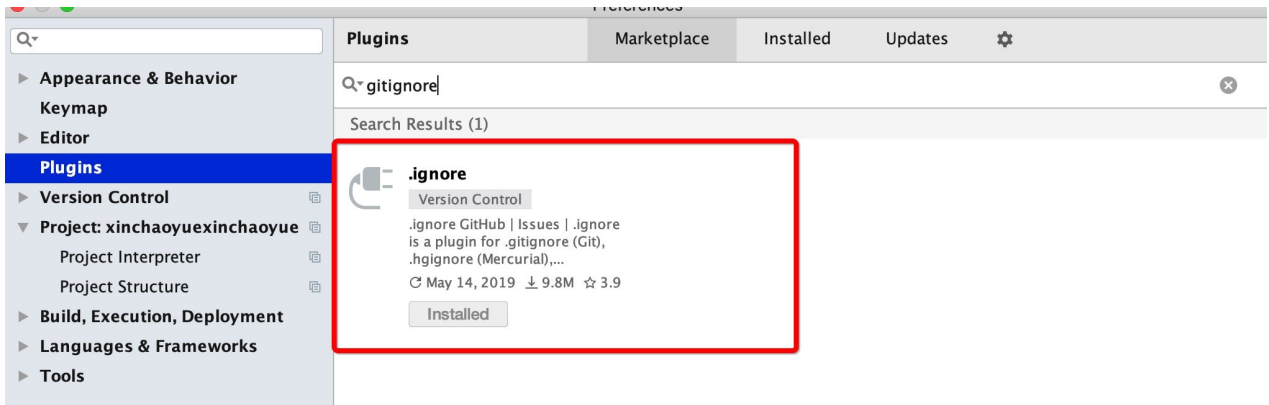 Preferences
Plugins
Marketplace
Installed
Updates
gitignore
Search Results (1)
Appearance & Behavior
Keymap
Editor
Plugins
Version Control
Project: xinchaoyuexinchaoyue
Project Interpreter
Project Structure
Build, Execution, Deployment
Languages & Frameworks
Tools
.ignore
Version Control
.ignore GitHub | Issues | .ignore
is a plugin for .gitignore (Git),
.hgignore (Mercurial),...
May 14, 2019 9.8M 3.9
Installed